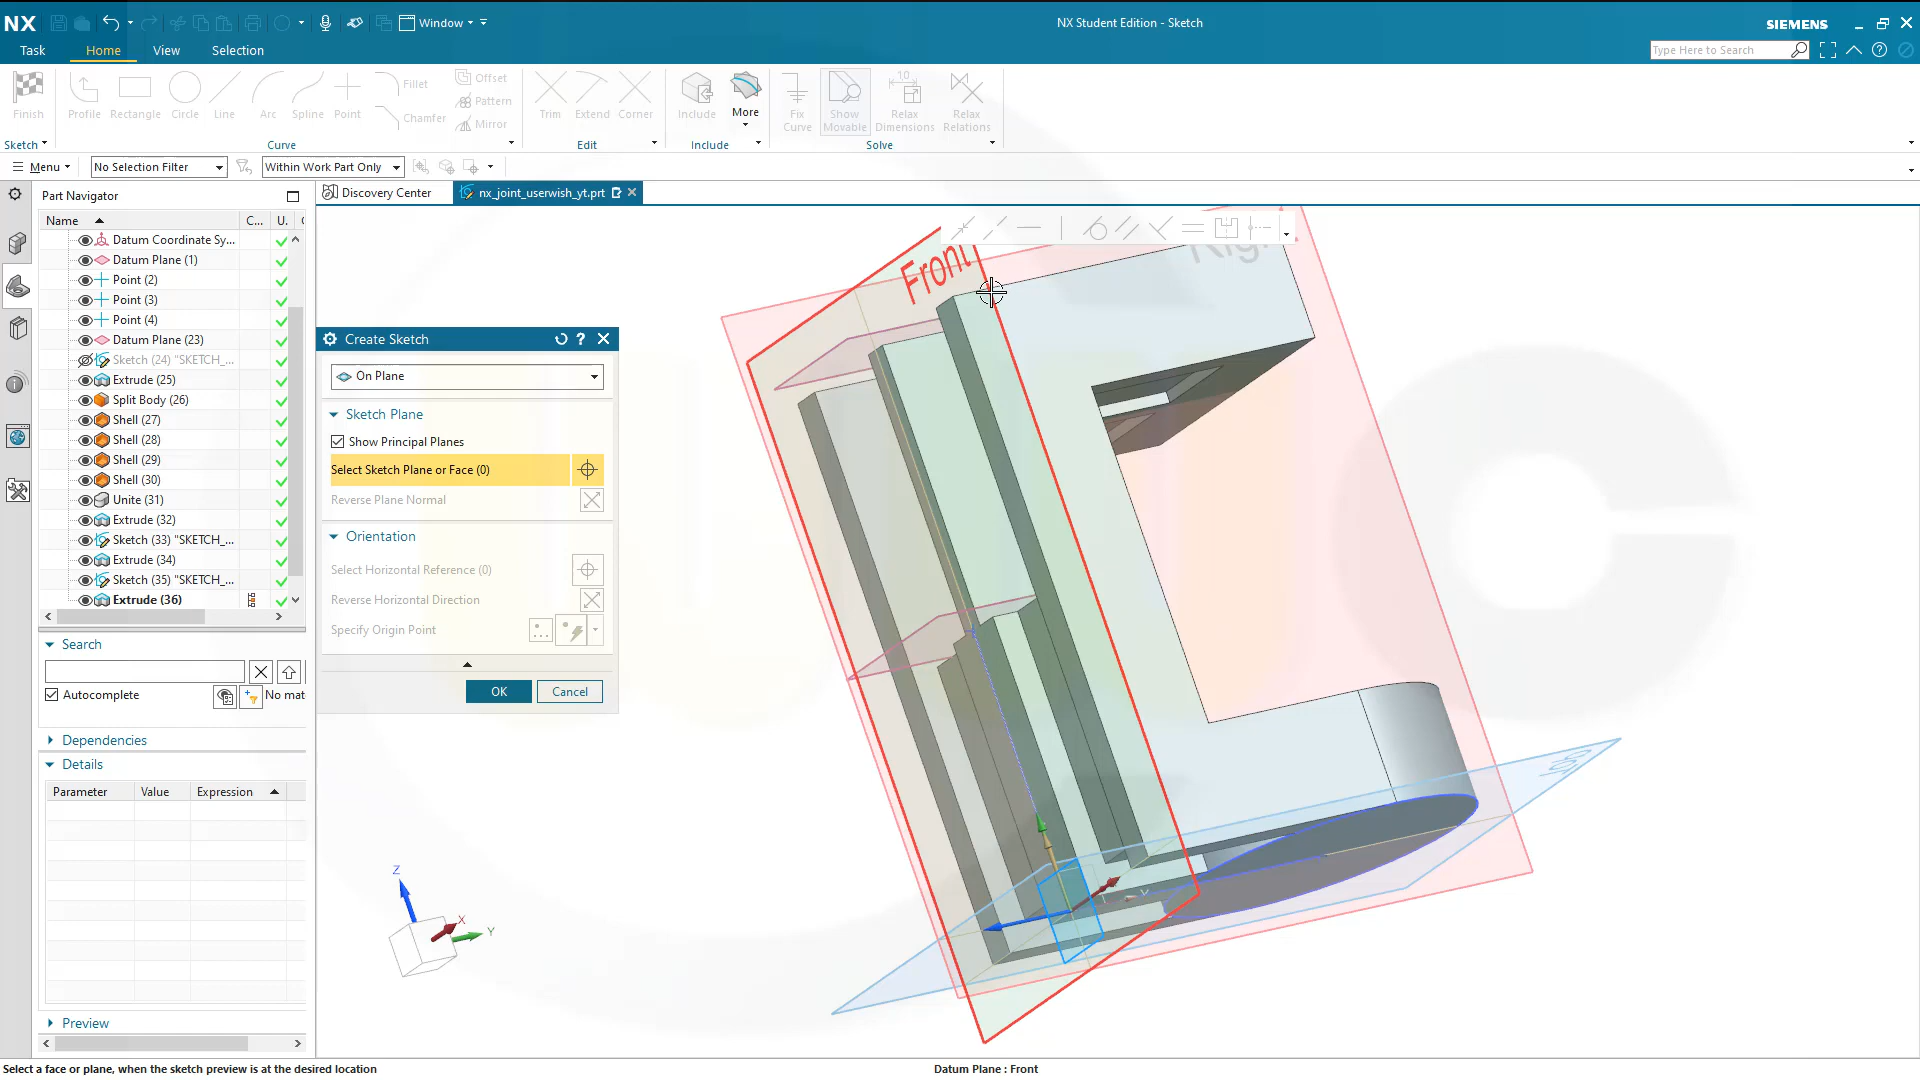 NX
Window
NX Student Edition - Sketch
SIEMENS
Task
Home
View
Selection
Type Here to Search
Finish
Profile
Rectangle
Circle
Line
Arc
Spline
Point
Fillet
Chamfer
Offset
Pattern
Mirror
Trim
Extend
Corner
Include
More
Fix
Curve
Show
Movable
1.0
Relax
Dimensions
Relax
Relations
Sketch
Curve
Edit
Include
Solve
Menu
No Selection Filter
Within Work Part Only
Part Navigator
Discovery Center
nx_joint_userwish_yt.prt
Name
C...
U.
Datum Coordinate Sy...
Datum Plane (1)
Point (2)
Point (3)
Point (4)
Datum Plane (23)
Sketch (24) "SKETCH_...
Extrude (25)
Split Body (26)
Shell (27)
Shell (28)
Shell (29)
Shell (30)
Unite (31)
Extrude (32)
Sketch (33) "SKETCH_...
Extrude (34)
Sketch (35) "SKETCH_...
Extrude (36)
Search
Autocomplete
No mat
Dependencies
Details
Parameter
Value
Expression
Preview
Create Sketch
On Plane
Sketch Plane
Show Principal Planes
Select Sketch Plane or Face (0)
Reverse Plane Normal
Orientation
Select Horizontal Reference (0)
Reverse Horizontal Direction
Specify Origin Point
OK
Cancel
Front
Z
X
Y
Y
Select a face or plane, when the sketch preview is at the desired location
Datum Plane : Front